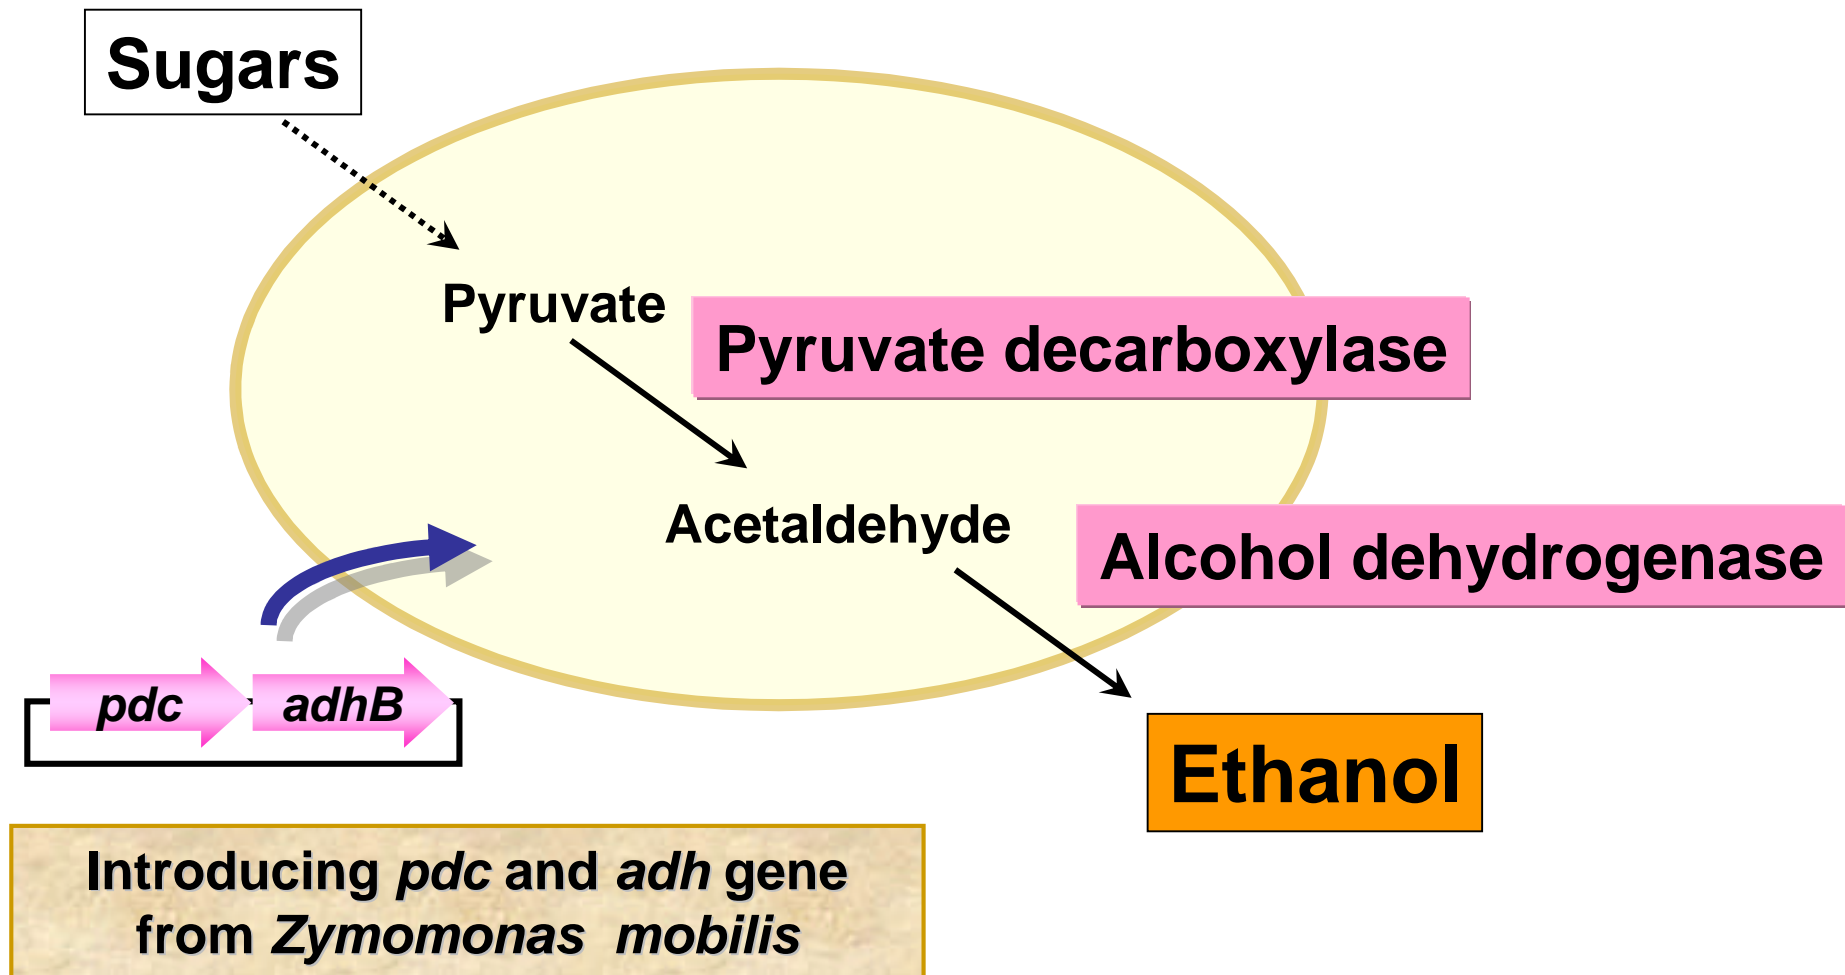 Sugars
Pyruvate
Pyruvate decarboxylase
Acetaldehyde
Alcohol dehydrogenase
pdc
adhB
Ethanol
Introducing pdc and adh gene
from Zymomonas mobilis